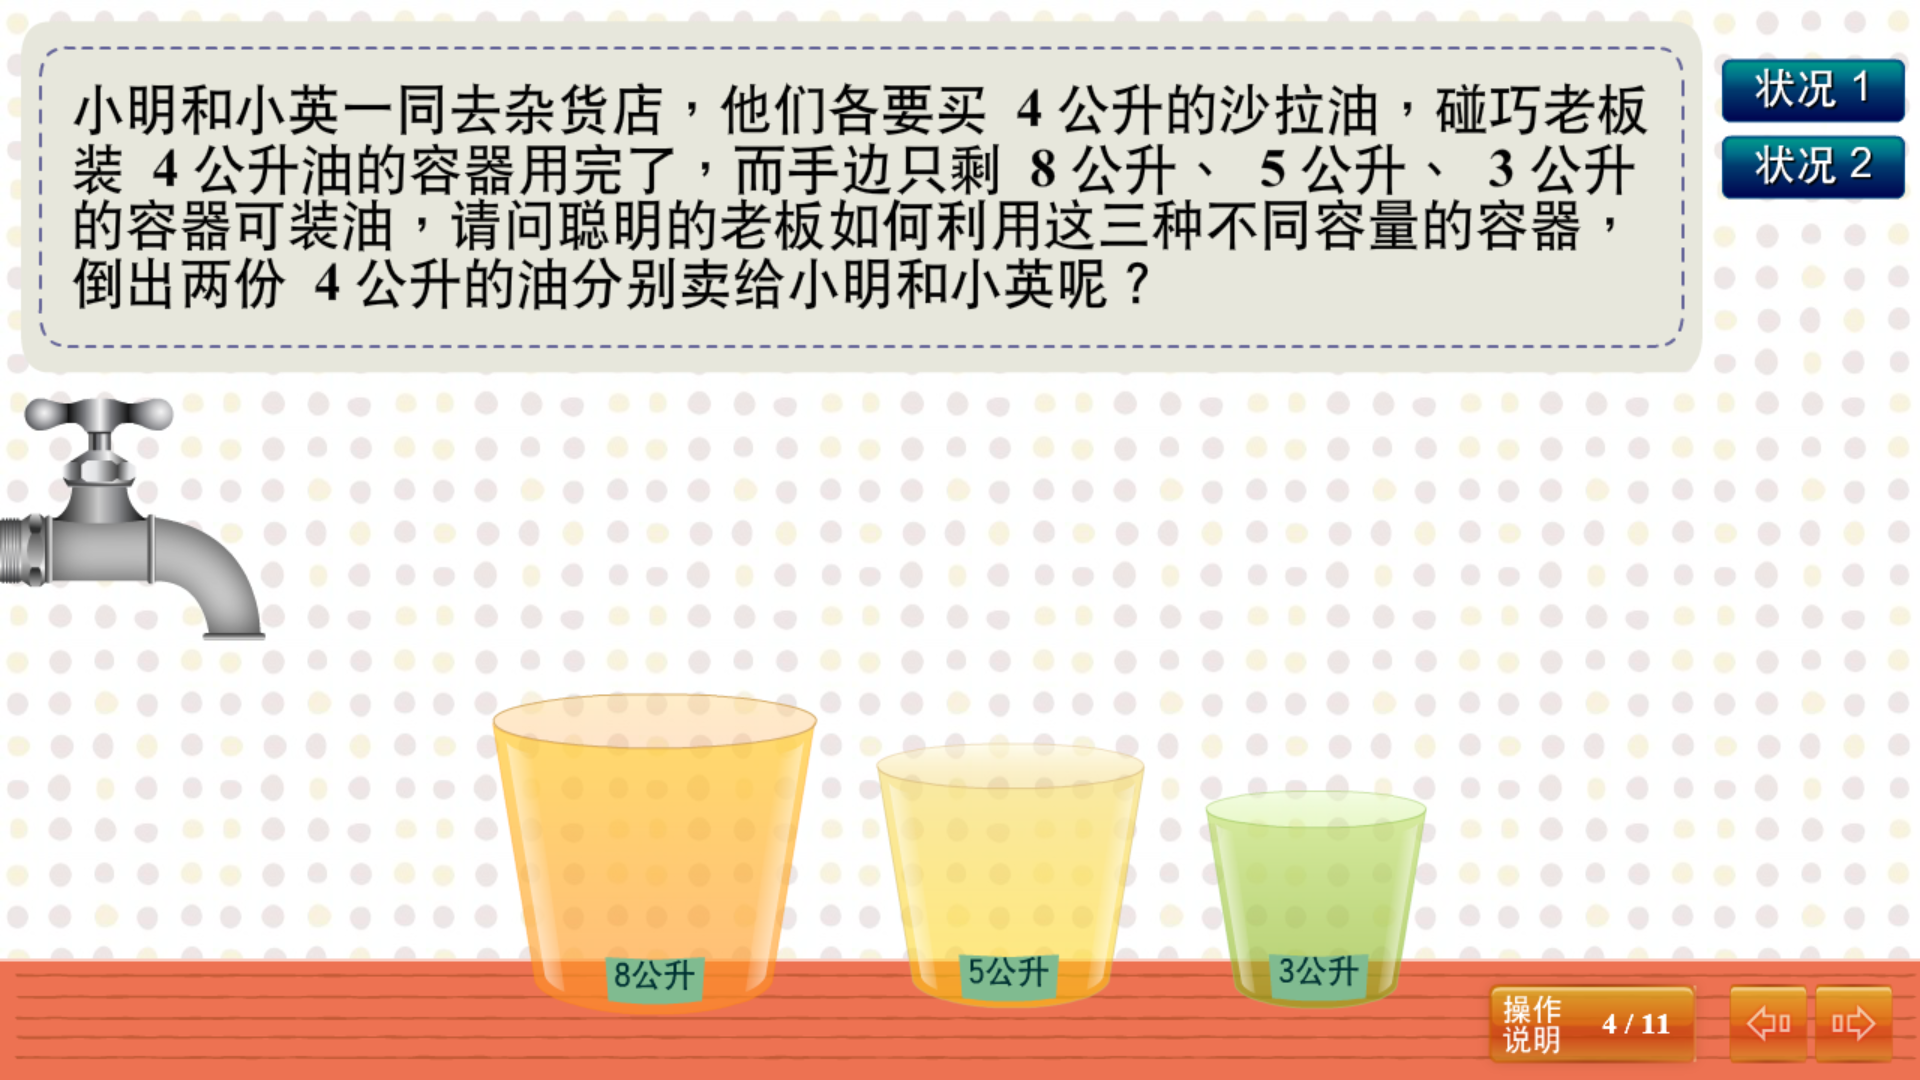 小明和小英一同去杂货店，他们各要买 4 公升的沙拉油，碰巧老板
装 4 公升油的容器用完了，而手边只剩 8 公升、 5 公升、 3 公升
的容器可装油，请问聪明的老板如何利用这三种不同容量的容器，
倒出两份 4 公升的油分别卖给小明和小英呢？
状况 1
状况 2
8公升
5公升
3公升
操作
说明
4 / 11